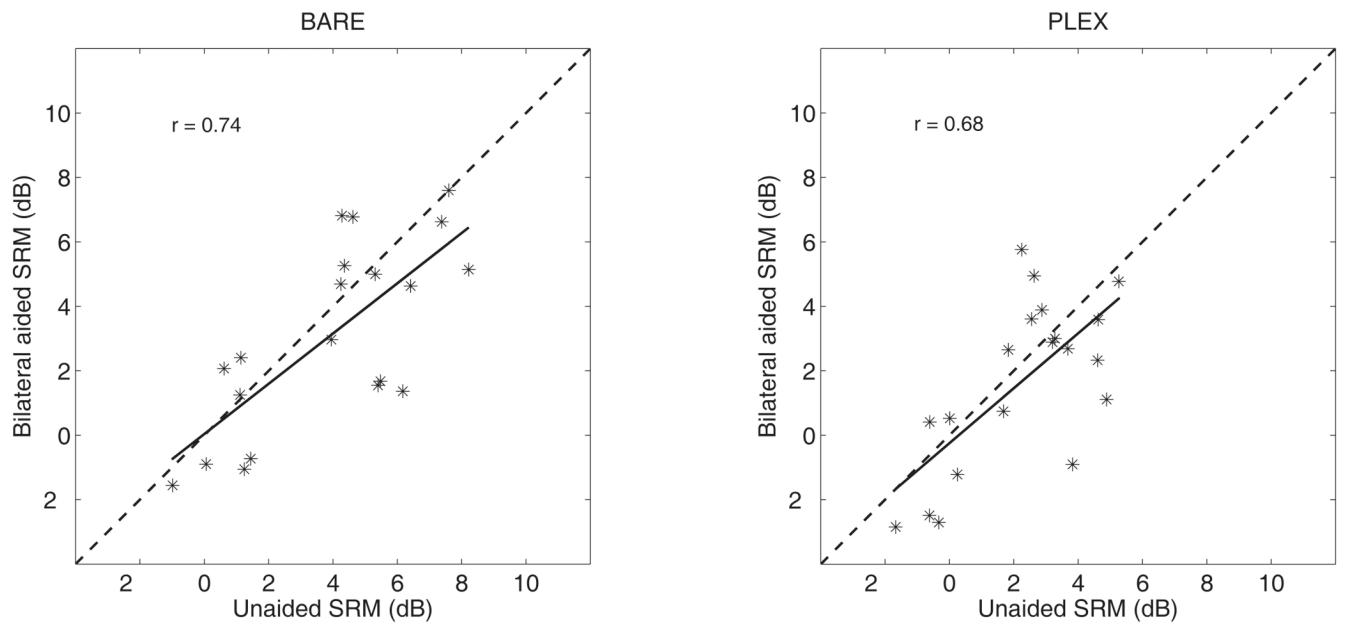 BARE
r = 0.74
10
8
6
4
2
0
2
Bilateral aided SRM (dB)
2 0 2 4 6 8 10
Unaided SRM (dB)
PLEX
r = 0.68
10
8
6
4
2
0
2
Bilateral aided SRM (dB)
2 0 2 4 6 8 10
Unaided SRM (dB)